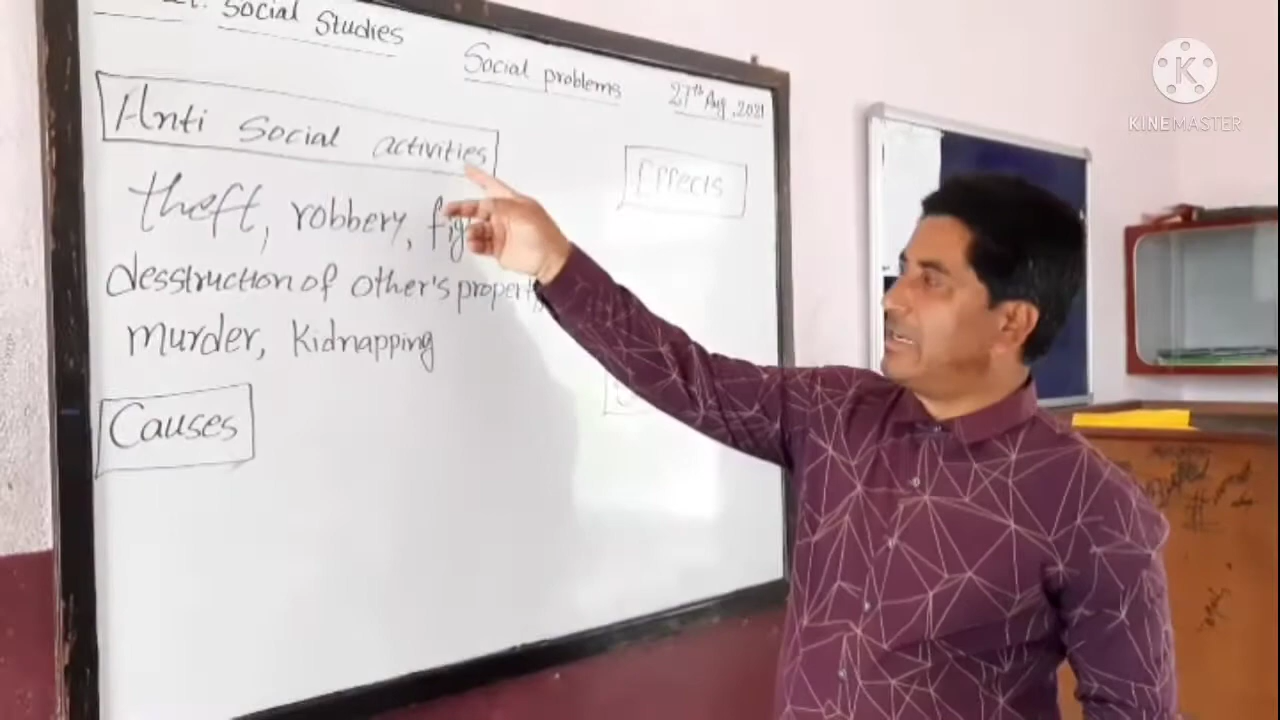 Social Studies
Social problems
27th Aug, 2021
Anti Social activities
theft, robbery,
desstruction of other's property,
murder, kidnapping
Causes
Effects
KINEMASTER